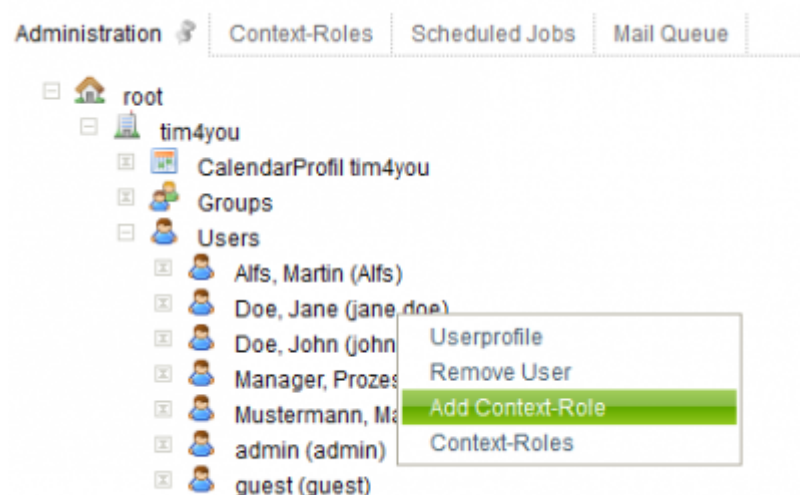 Administration Context-Roles Scheduled Jobs Mail Queue
root
tim4you
CalendarProfil tim4you
Groups
Users
Alfs, Martin (Alfs)
Doe, Jane (jane.doe)
Doe, John (john
Userprofile
Manager, Prozes
Remove User
Mustermann, Ma
Add Context-Role
admin (admin)
Context-Roles
guest (guest)